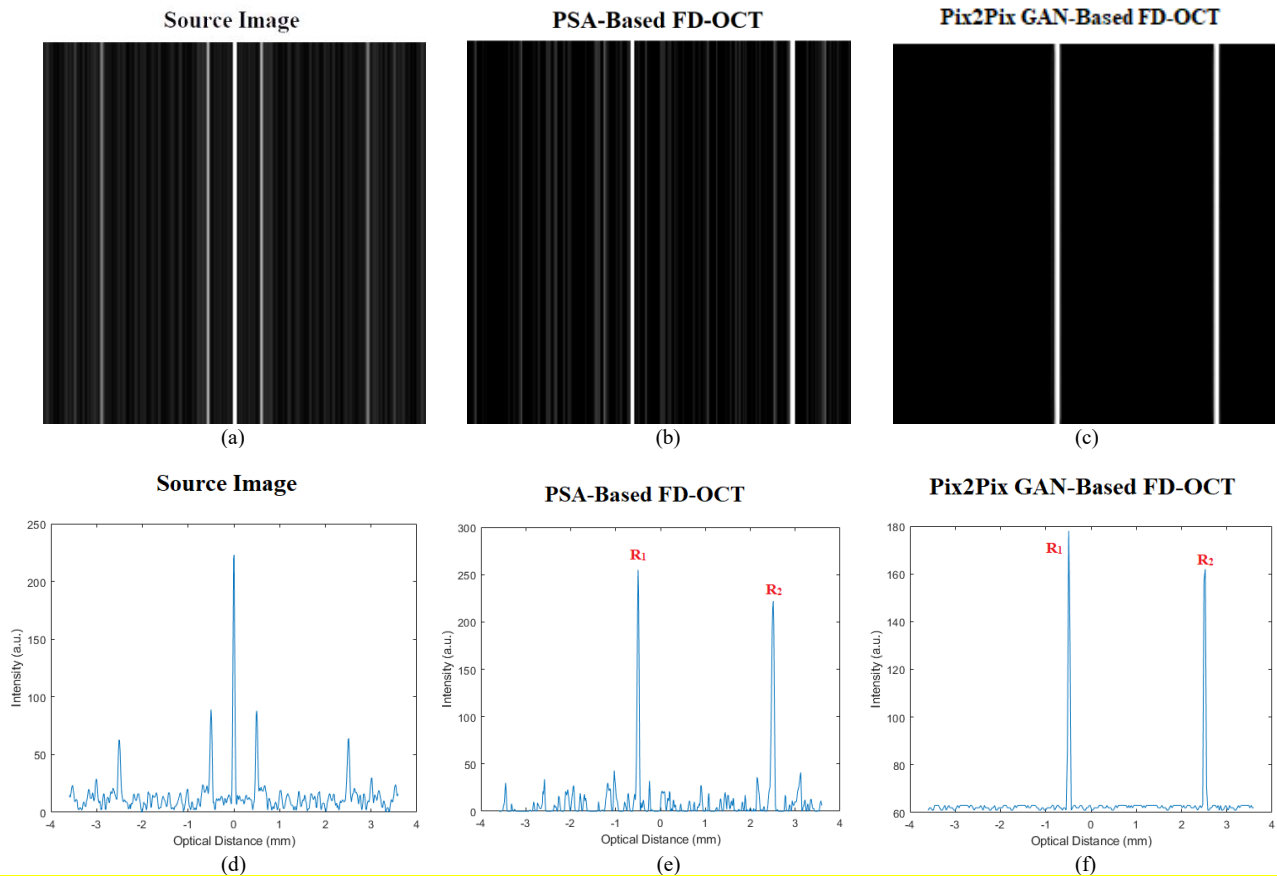 Source Image
PSA-Based FD-OCT
Pix2Pix GAN-Based FD-OCT
(a)
(b)
(c)
Source Image
PSA-Based FD-OCT
Pix2Pix GAN-Based FD-OCT
250
200
150
100
50
0
-4 -3 -2 -1 0 1 2 3 4
Intensity (a.u.)
Optical Distance (mm)
(d)
300
250
200
150
100
50
0
-4 -3 -2 -1 0 1 2 3 4
Intensity (a.u.)
Optical Distance (mm)
R1
R2
(e)
180
160
140
120
100
80
60
-4 -3 -2 -1 0 1 2 3 4
Intensity (a.u.)
Optical Distance (mm)
R1
R2
(f)